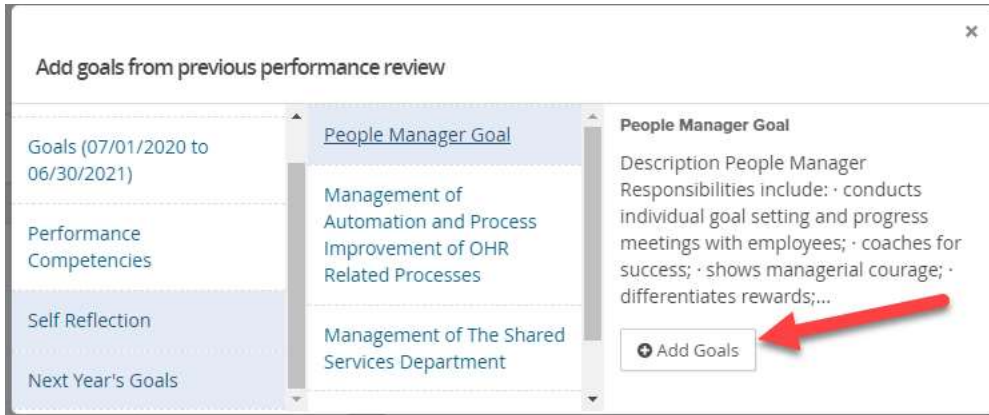 ×
Add goals from previous performance review
Goals (07/01/2020 to
06/30/2021)
Performance
Competencies
Self Reflection
Next Year's Goals
People Manager Goal
Management of
Automation and Process
Improvement of OHR
Related Processes
Management of The Shared
Services Department
People Manager Goal
Description People Manager
Responsibilities include: · conducts
individual goal setting and progress
meetings with employees; · coaches for
success; · shows managerial courage; ·
differentiates rewards;...
Add Goals